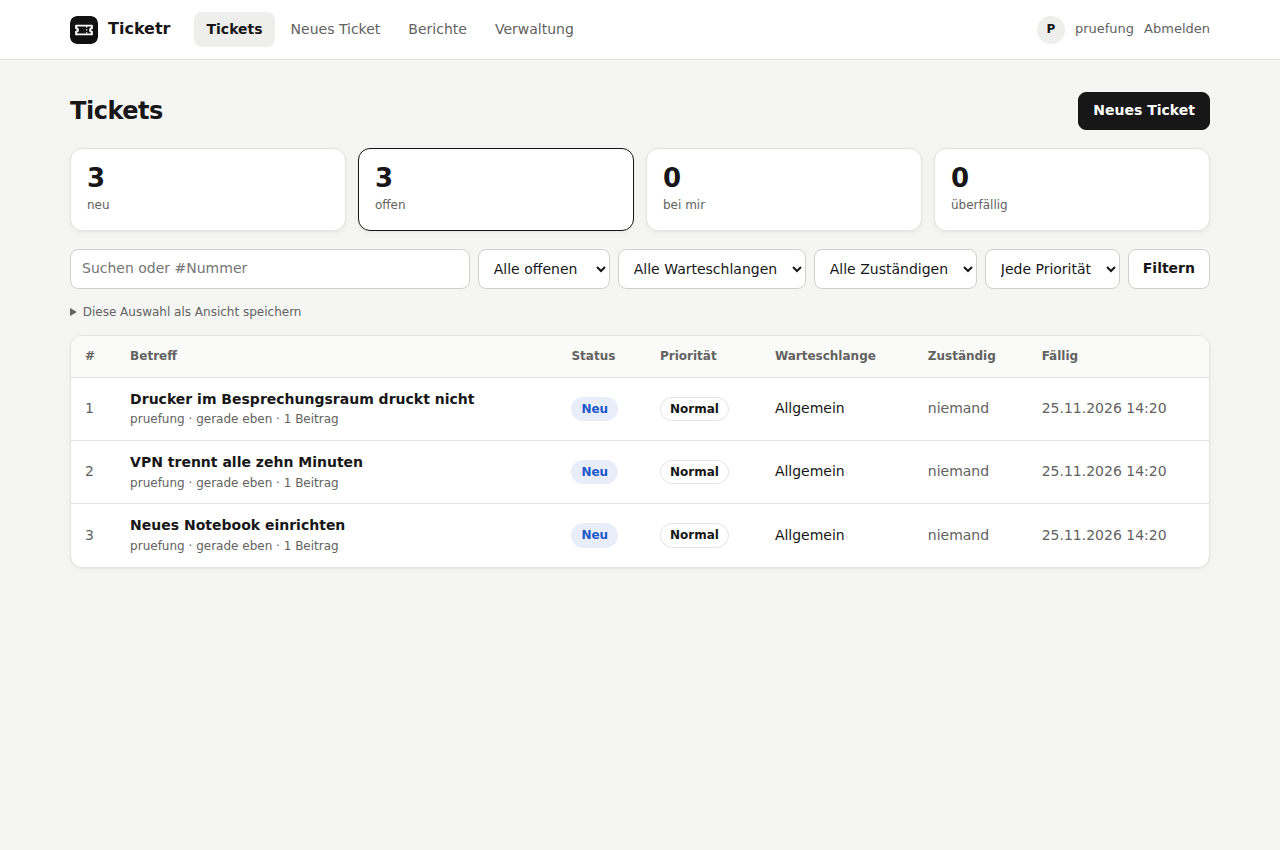 Ticketr Tickets Neues Ticket Berichte Verwaltung P pruefung Abmelden
Tickets Neues Ticket
3 3 0 0
neu offen bei mir überfällig
Suchen oder #Nummer Alle offenen Alle Warteschlangen Alle Zuständigen Jede Priorität Filtern
Diese Auswahl als Ansicht speichern
# Betreff Status Priorität Warteschlange Zuständig Fällig
1 Drucker im Besprechungsraum druckt nicht Neu Normal Allgemein niemand 25.11.2026 14:20
pruefung · gerade eben · 1 Beitrag
2 VPN trennt alle zehn Minuten Neu Normal Allgemein niemand 25.11.2026 14:20
pruefung · gerade eben · 1 Beitrag
3 Neues Notebook einrichten Neu Normal Allgemein niemand 25.11.2026 14:20
pruefung · gerade eben · 1 Beitrag